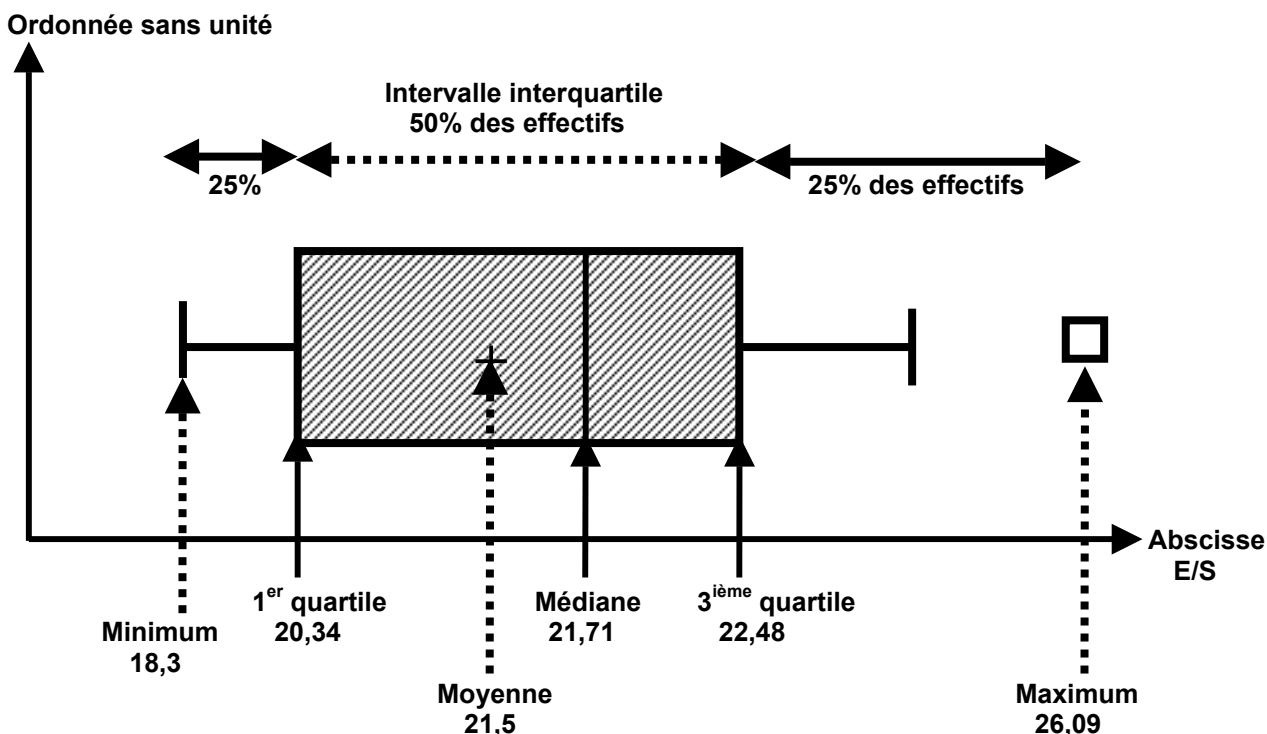 Ordonnée sans unité
Intervalle interquartile
50% des effectifs
25%
25% des effectifs
Abscisse
E/S
1er quartile
20,34
Médiane
21,71
3ième quartile
22,48
Minimum
18,3
Moyenne
21,5
Maximum
26,09